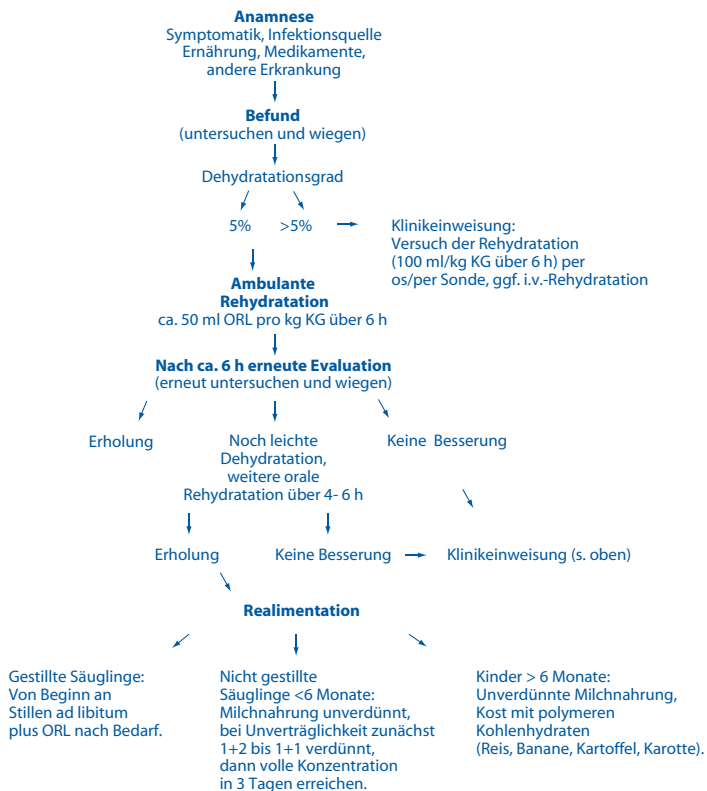 Anamnese
Symptomatik, Infektionsquelle
Ernährung, Medikamente,
andere Erkrankung
Befund
(untersuchen und wiegen)
Dehydratationsgrad
5% >5%
Klinikeinweisung:
Versuch der Rehydratation
(100 ml/kg KG über 6 h) per
os/per Sonde, ggf. i.v.-Rehydratation
Ambulante
Rehydratation
ca. 50 ml ORL pro kg KG über 6 h
Nach ca. 6 h erneute Evaluation
(erneut untersuchen und wiegen)
Erholung
Noch leichte
Dehydratation,
weitere orale
Rehydratation über 4- 6 h
Keine Besserung
Erholung
Keine Besserung
Klinikeinweisung (s. oben)
Realimentation
Gestillte Säuglinge:
Von Beginn an
Stillen ad libitum
plus ORL nach Bedarf.
Nicht gestillte
Säuglinge <6 Monate:
Milchnahrung unverdünnt,
bei Unverträglichkeit zunächst
1+2 bis 1+1 verdünnt,
dann volle Konzentration
in 3 Tagen erreichen.
Kinder > 6 Monate:
Unverdünnte Milchnahrung,
Kost mit polymeren
Kohlenhydraten
(Reis, Banane, Kartoffel, Karotte).